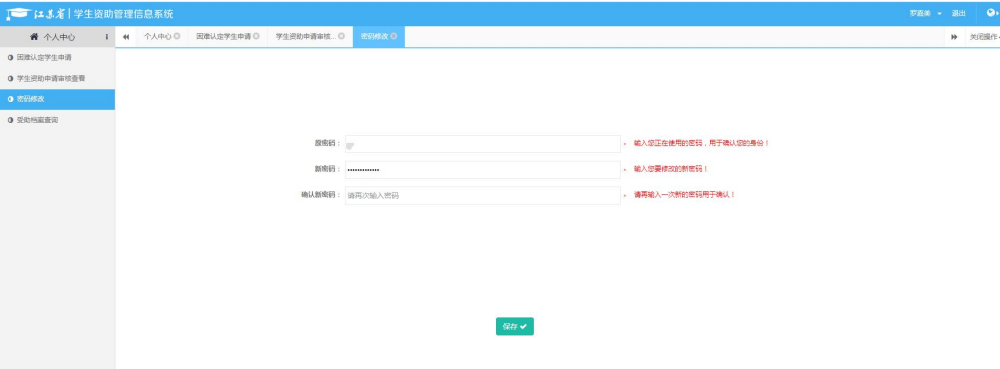 江苏省 | 学生资助管理信息系统
罗嘉美 退出
个人中心
个人中心 困难认定学生申请 学生资助申请审核... 密码修改
关闭操作
困难认定学生申请
学生资助申请审核查看
密码修改
受助档案查询
原密码： * 输入您正在使用的密码，用于确认您的身份！
新密码： ••••••••••••• * 输入您要修改的新密码！
确认新密码： 请再次输入密码 * 请再输入一次新的密码用于确认！
保存